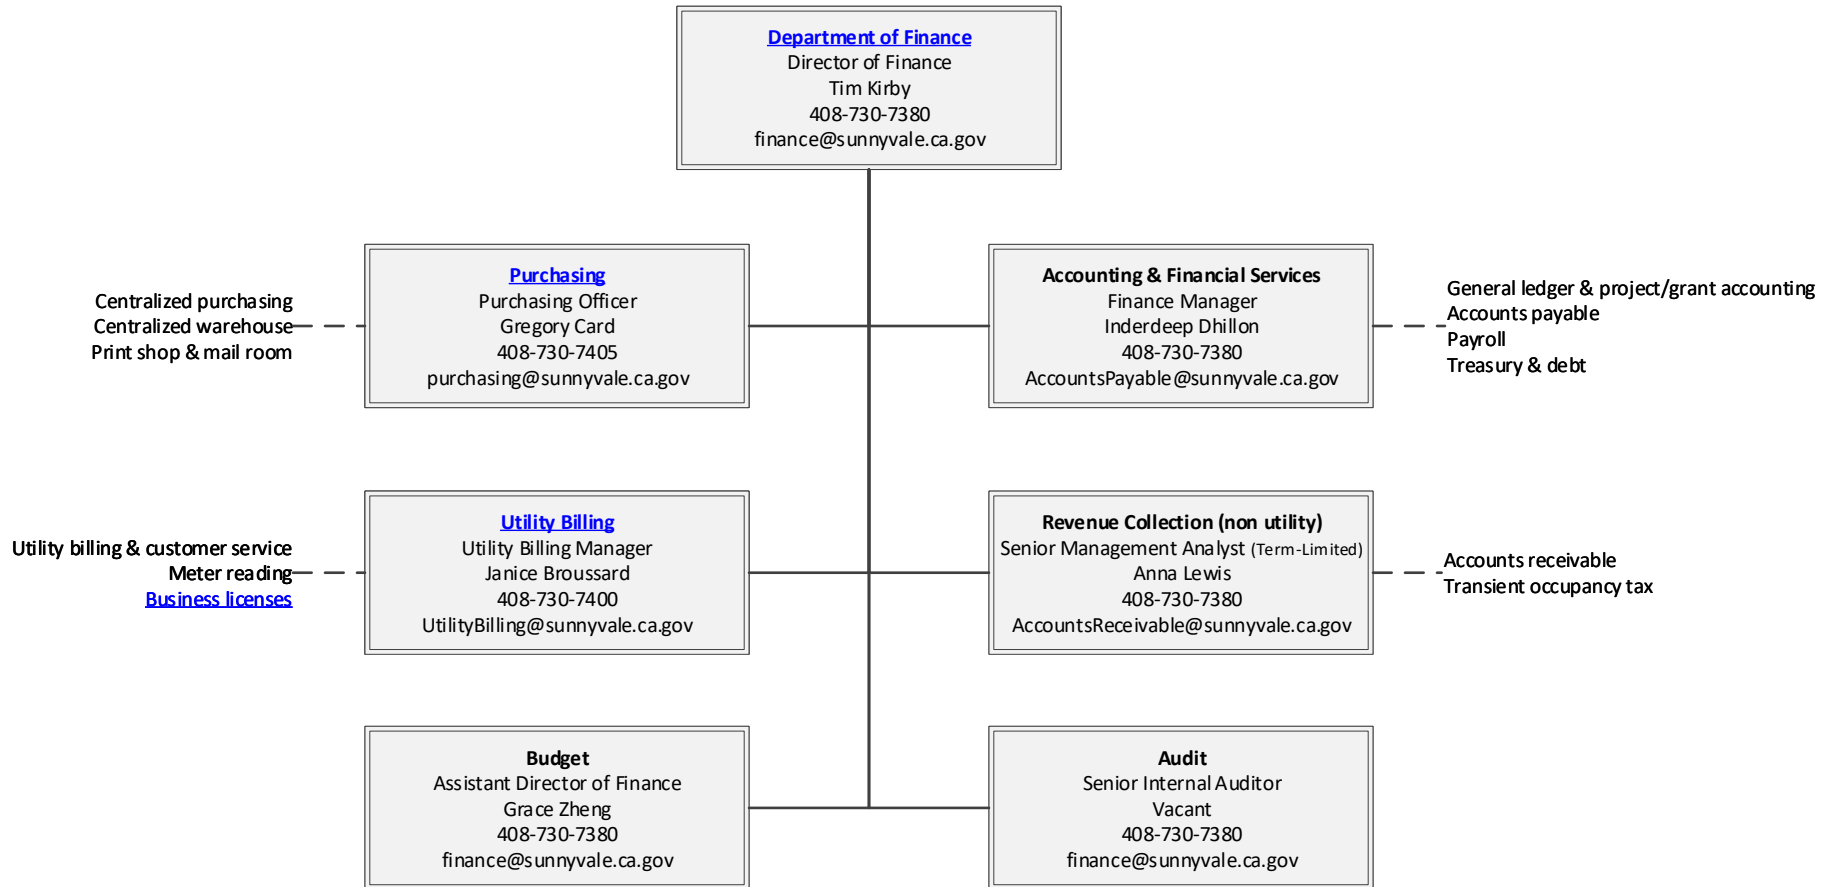 Department of Finance
Director of Finance
Tim Kirby
408-730-7380
finance@sunnyvale.ca.gov
Centralized purchasing
Centralized warehouse
Print shop & mail room
Purchasing
Purchasing Officer
Gregory Card
408-730-7405
purchasing@sunnyvale.ca.gov
Accounting & Financial Services
Finance Manager
Inderdeep Dhillon
408-730-7380
AccountsPayable@sunnyvale.ca.gov
General ledger & project/grant accounting
Accounts payable
Payroll
Treasury & debt
Utility billing & customer service
Meter reading
Business licenses
Utility Billing
Utility Billing Manager
Janice Broussard
408-730-7400
UtilityBilling@sunnyvale.ca.gov
Revenue Collection (non utility)
Senior Management Analyst (Term-Limited)
Anna Lewis
408-730-7380
AccountsReceivable@sunnyvale.ca.gov
Accounts receivable
Transient occupancy tax
Budget
Assistant Director of Finance
Grace Zheng
408-730-7380
finance@sunnyvale.ca.gov
Audit
Senior Internal Auditor
Vacant
408-730-7380
finance@sunnyvale.ca.gov